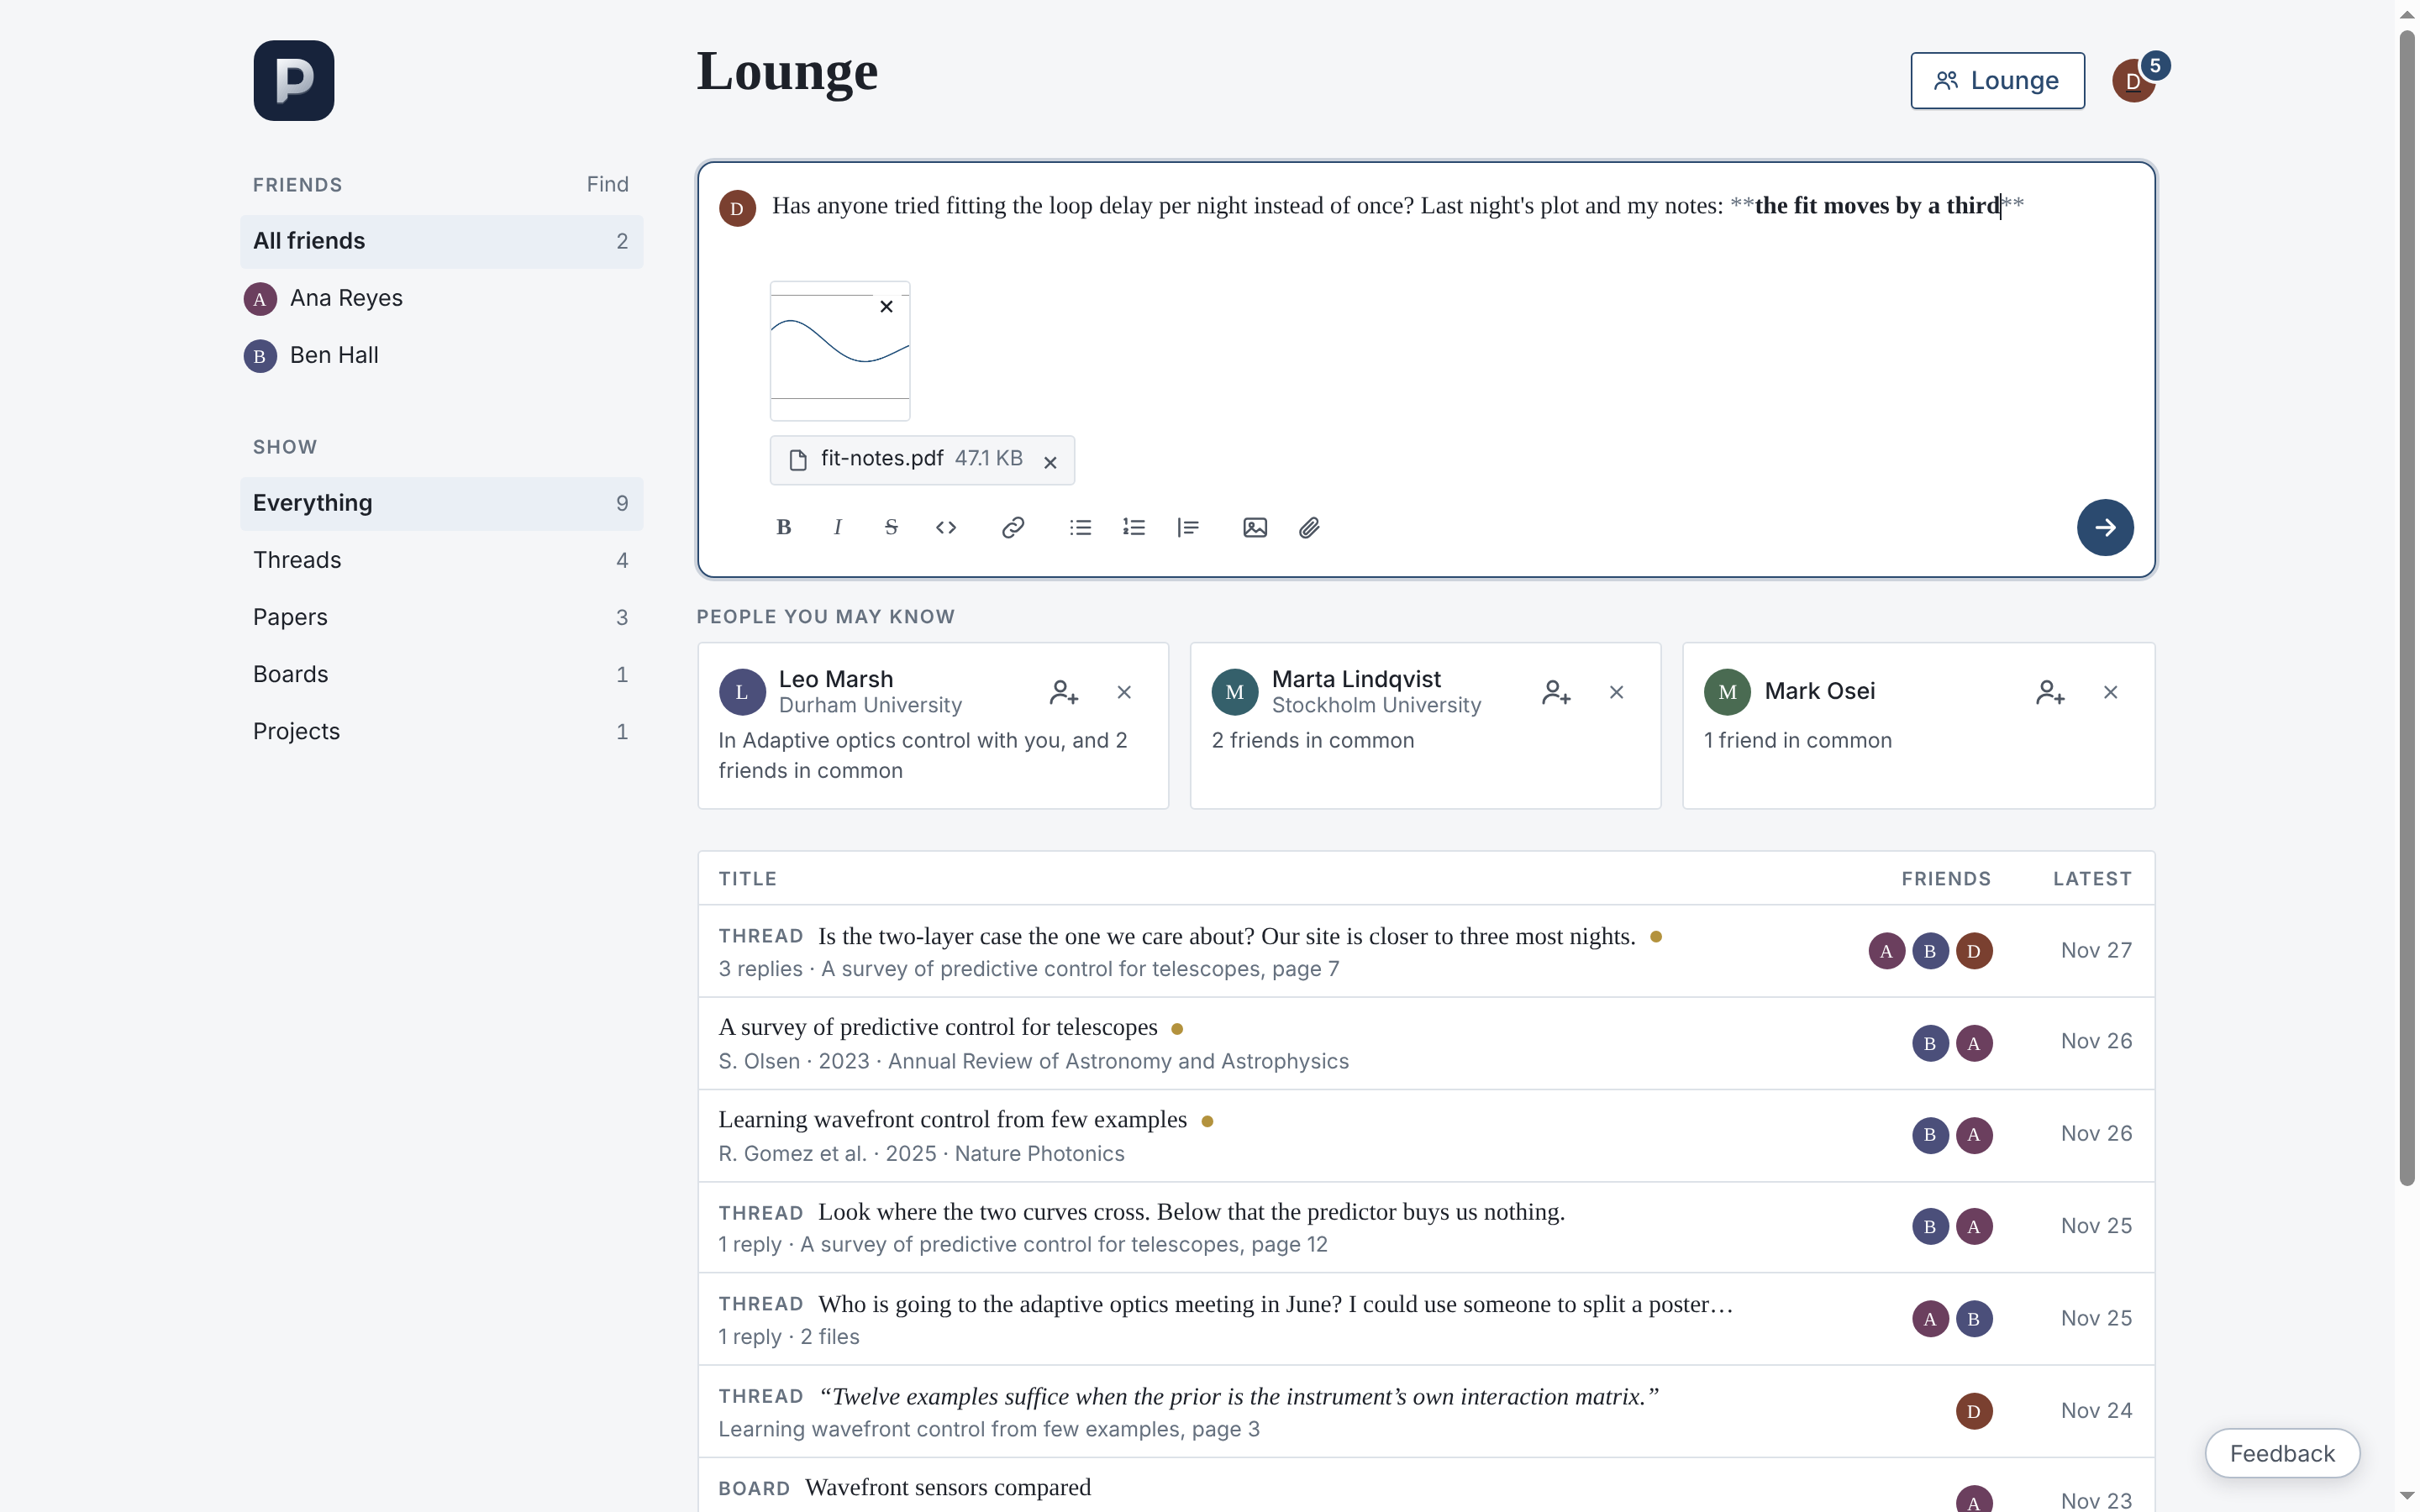 P
Lounge
Lounge
D
5
FRIENDS
Find
All friends
2
A
Ana Reyes
B
Ben Hall
SHOW
Everything
9
Threads
4
Papers
3
Boards
1
Projects
1
D
Has anyone tried fitting the loop delay per night instead of once? Last night's plot and my notes: **the fit moves by a third**
fit-notes.pdf 47.1 KB
B I S
PEOPLE YOU MAY KNOW
L
Leo Marsh
Durham University
In Adaptive optics control with you, and 2
friends in common
M
Marta Lindqvist
Stockholm University
2 friends in common
M
Mark Osei
1 friend in common
TITLE FRIENDS LATEST
THREAD Is the two-layer case the one we care about? Our site is closer to three most nights.
3 replies · A survey of predictive control for telescopes, page 7
A B D
Nov 27
A survey of predictive control for telescopes
S. Olsen · 2023 · Annual Review of Astronomy and Astrophysics
B A
Nov 26
Learning wavefront control from few examples
R. Gomez et al. · 2025 · Nature Photonics
B A
Nov 26
THREAD Look where the two curves cross. Below that the predictor buys us nothing.
1 reply · A survey of predictive control for telescopes, page 12
B A
Nov 25
THREAD Who is going to the adaptive optics meeting in June? I could use someone to split a poster…
1 reply · 2 files
A B
Nov 25
THREAD “Twelve examples suffice when the prior is the instrument’s own interaction matrix.”
Learning wavefront control from few examples, page 3
D
Nov 24
BOARD Wavefront sensors compared
A
Nov 23
Feedback